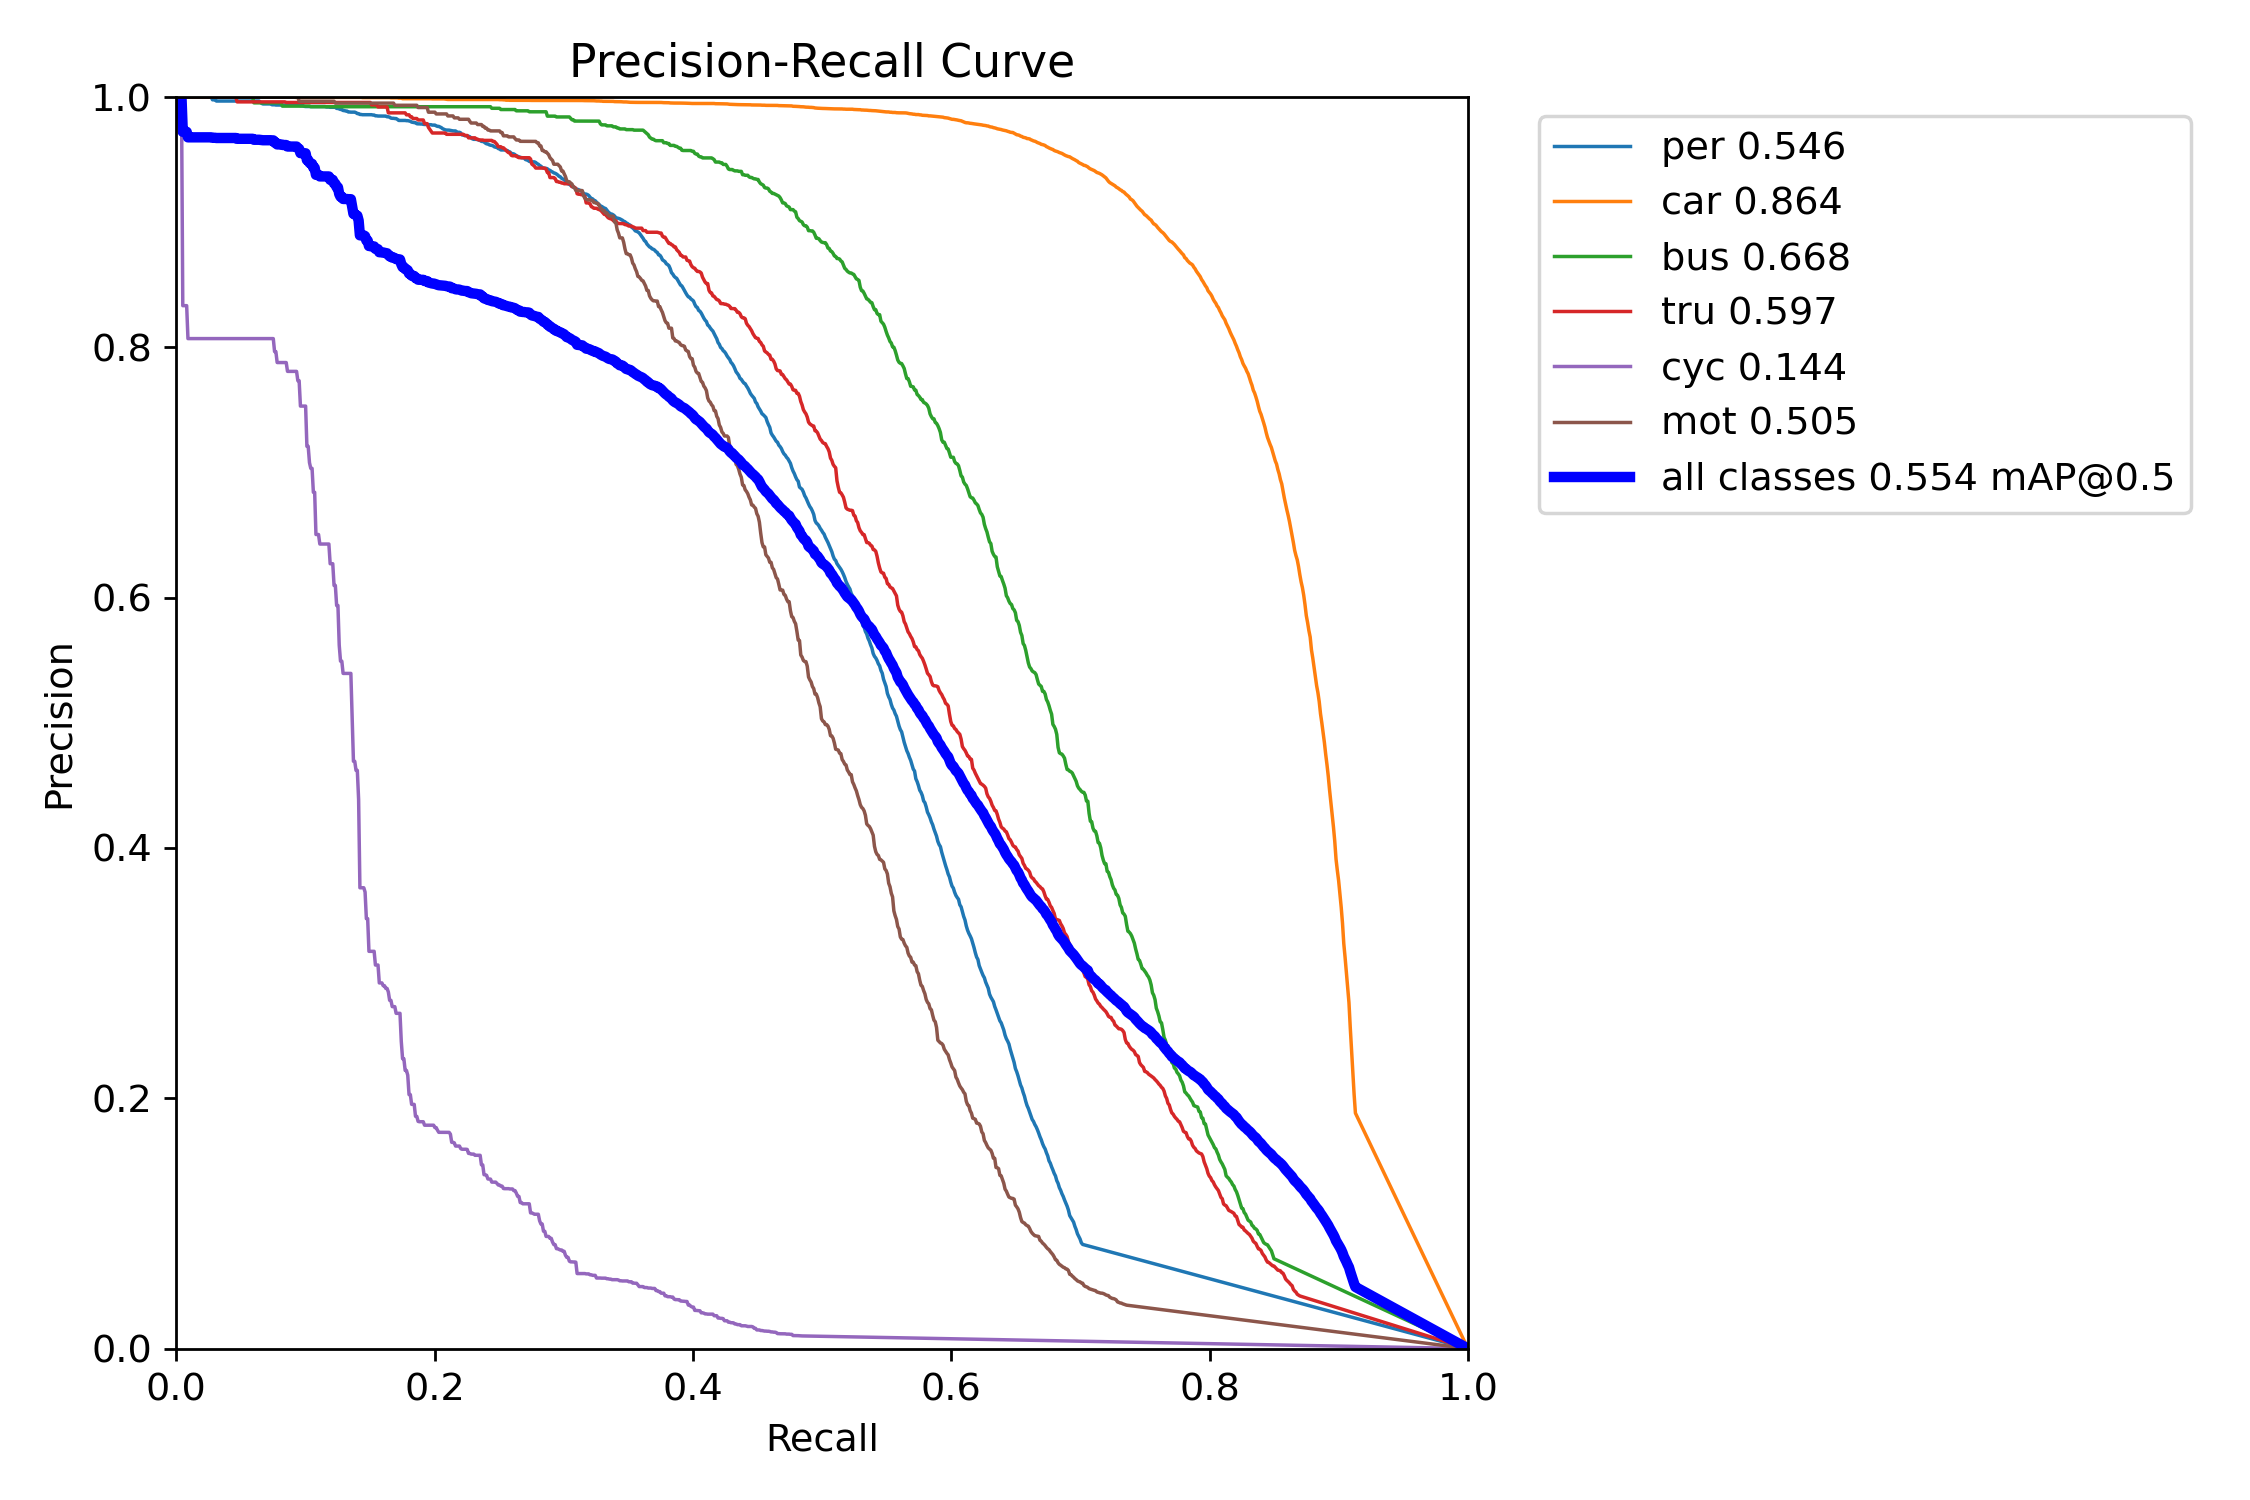 Precision-Recall Curve
1.0
0.8
0.6
0.4
0.2
0.0
Precision
0.0 0.2 0.4 0.6 0.8 1.0
Recall
per 0.546
car 0.864
bus 0.668
tru 0.597
cyc 0.144
mot 0.505
all classes 0.554 mAP@0.5